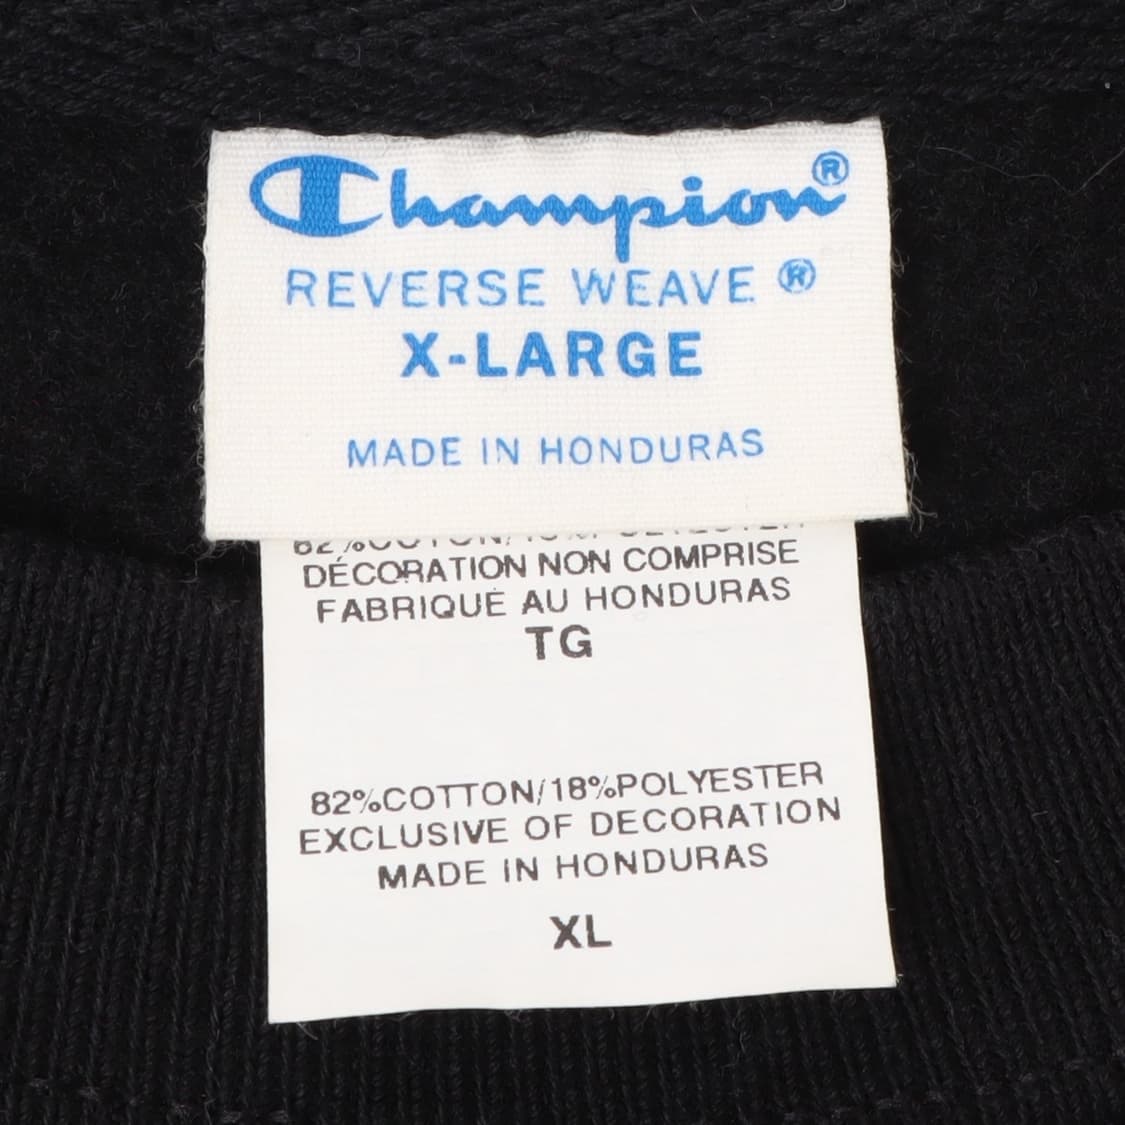 Champion®
REVERSE WEAVE ®
X-LARGE
MADE IN HONDURAS
DÉCORATION NON COMPRISE
FABRIQUÉ AU HONDURAS
TG
82%COTTON/18%POLYESTER
EXCLUSIVE OF DECORATION
MADE IN HONDURAS
XL